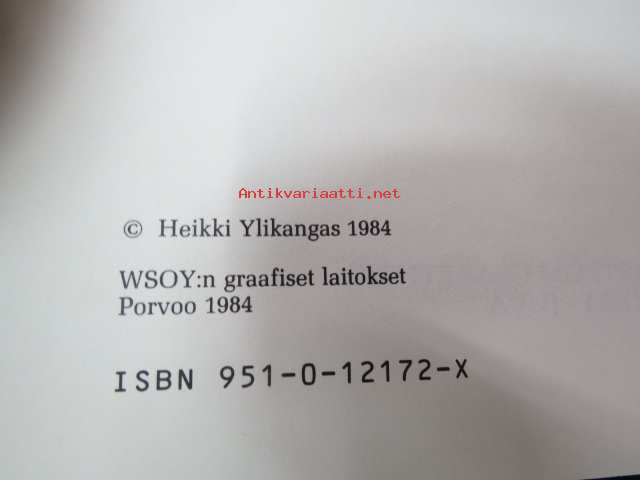 Antikvariaatti.net
© Heikki Ylikangas 1984
WSOY:n graafiset laitokset
Porvoo 1984
ISBN 951-0-12172-X